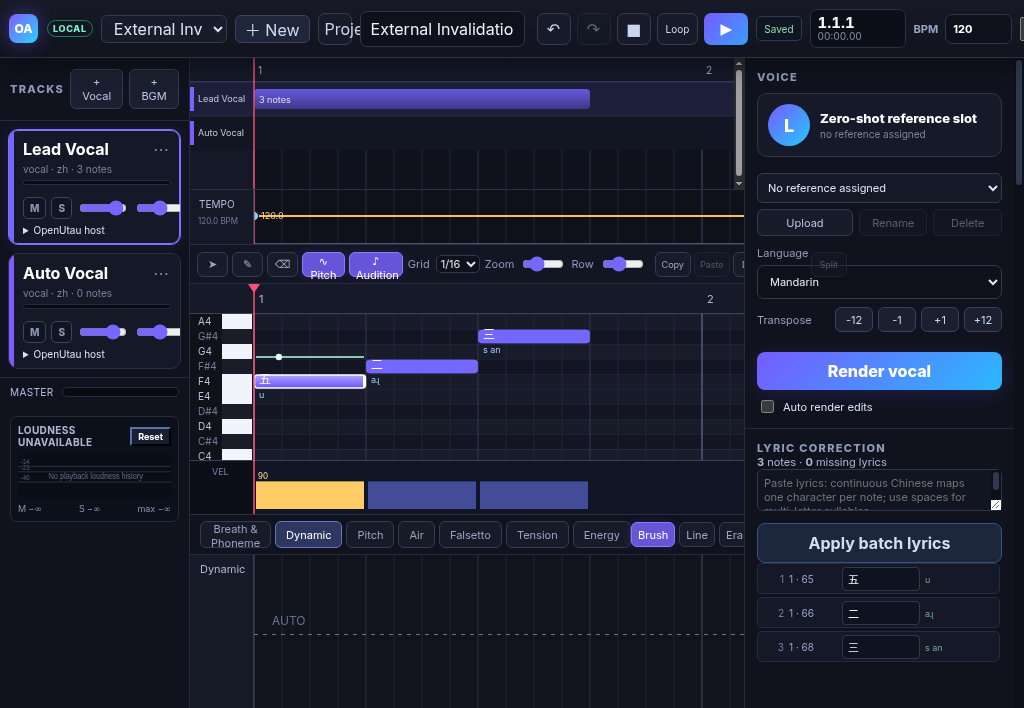 OA
LOCAL
External Inv
+ New
Proje
External Invalidatio
Loop
Saved
1.1.1
00:00.00
BPM
120
TRACKS
+
Vocal
+
BGM
Lead Vocal
vocal · zh · 3 notes
M
S
OpenUtau host
Auto Vocal
vocal · zh · 0 notes
M
S
OpenUtau host
MASTER
LOUDNESS
UNAVAILABLE
Reset
-14
-23
-40
No playback loudness history
M −∞
S −∞
max −∞
1
2
Lead Vocal
3 notes
Auto Vocal
TEMPO
120.0 BPM
120.0
Pitch
Audition
Grid
1/16
Zoom
Row
Copy
Paste
1
2
A4
G#4
G4
F#4
F4
E4
D#4
D4
C#4
C4
三
s an
二
aɻ
五
u
VEL
90
Breath &
Phoneme
Dynamic
Pitch
Air
Falsetto
Tension
Energy
Brush
Line
Era
Dynamic
AUTO
VOICE
L
Zero-shot reference slot
no reference assigned
No reference assigned
Upload
Rename
Delete
Language
Split
Mandarin
Transpose
-12
-1
+1
+12
Render vocal
Auto render edits
LYRIC CORRECTION
3 notes · 0 missing lyrics
Paste lyrics: continuous Chinese maps
one character per note; use spaces for
multi-letter syllables
Apply batch lyrics
1 1 · 65 五 u
2 1 · 66 二 aɻ
3 1 · 68 三 s an